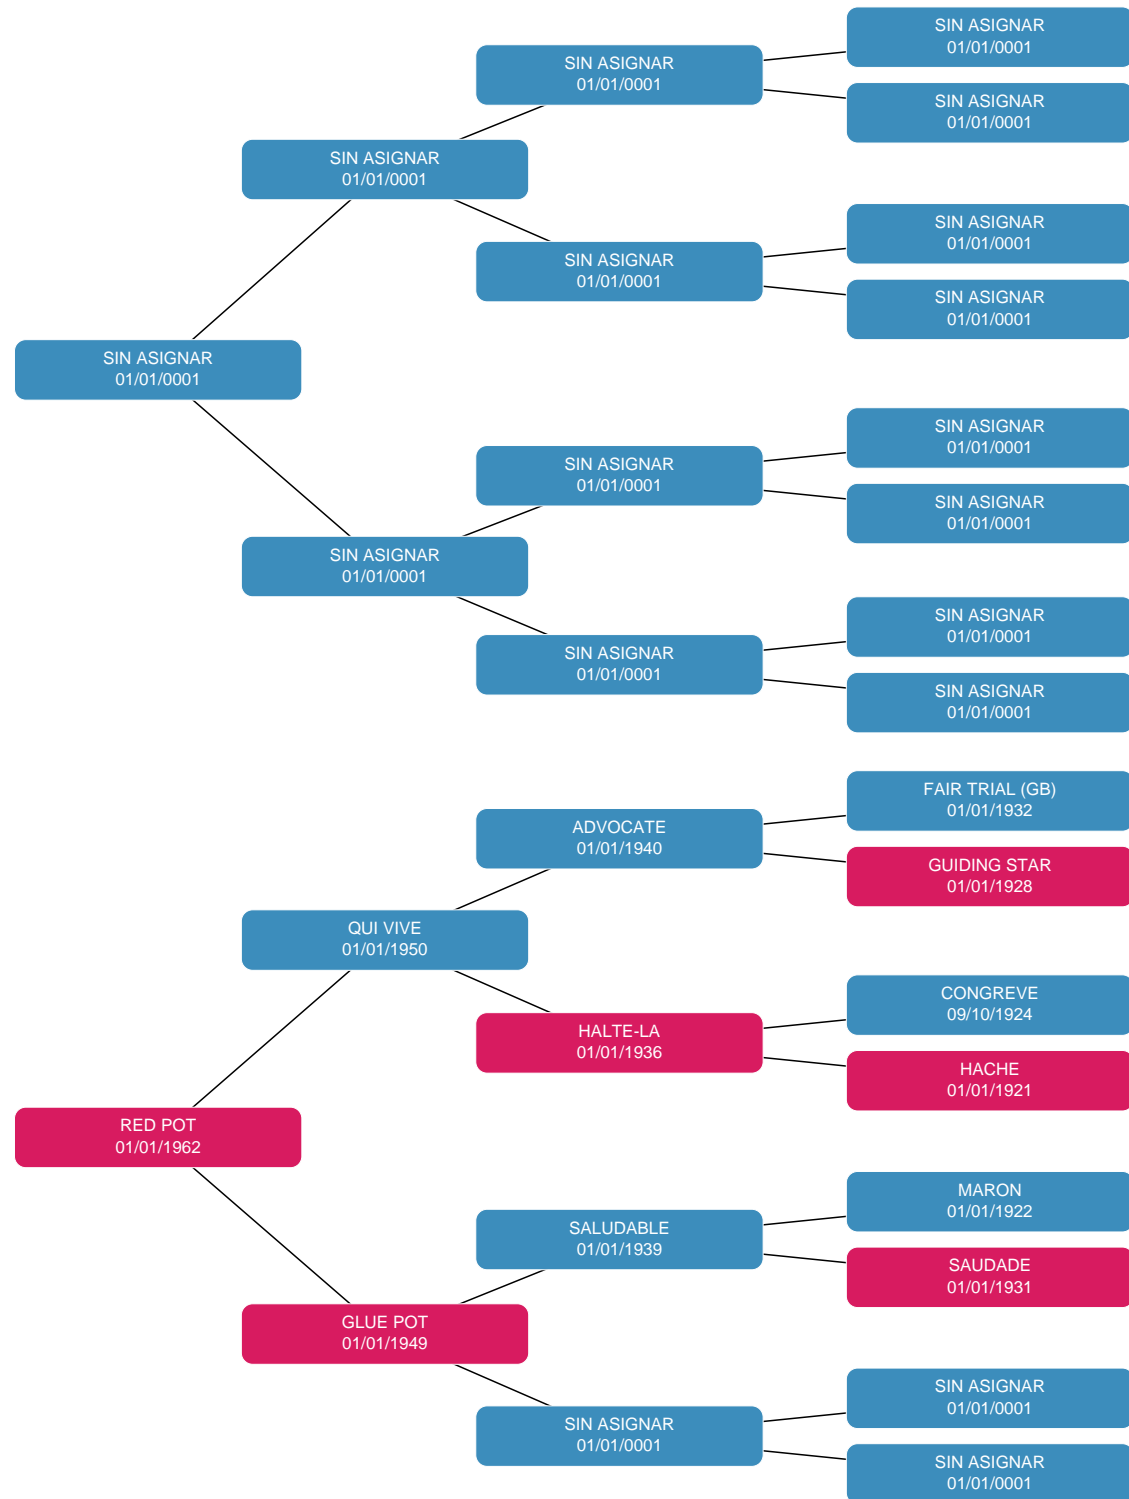 SIN ASIGNAR
01/01/0001
SIN ASIGNAR
01/01/0001
SIN ASIGNAR
01/01/0001
SIN ASIGNAR
01/01/0001
SIN ASIGNAR
01/01/0001
SIN ASIGNAR
01/01/0001
SIN ASIGNAR
01/01/0001
SIN ASIGNAR
01/01/0001
SIN ASIGNAR
01/01/0001
SIN ASIGNAR
01/01/0001
SIN ASIGNAR
01/01/0001
SIN ASIGNAR
01/01/0001
SIN ASIGNAR
01/01/0001
SIN ASIGNAR
01/01/0001
SIN ASIGNAR
01/01/0001
FAIR TRIAL (GB)
01/01/1932
ADVOCATE
01/01/1940
GUIDING STAR
01/01/1928
QUI VIVE
01/01/1950
CONGREVE
09/10/1924
HALTE-LA
01/01/1936
HACHE
01/01/1921
RED POT
01/01/1962
MARON
01/01/1922
SALUDABLE
01/01/1939
SAUDADE
01/01/1931
GLUE POT
01/01/1949
SIN ASIGNAR
01/01/0001
SIN ASIGNAR
01/01/0001
SIN ASIGNAR
01/01/0001